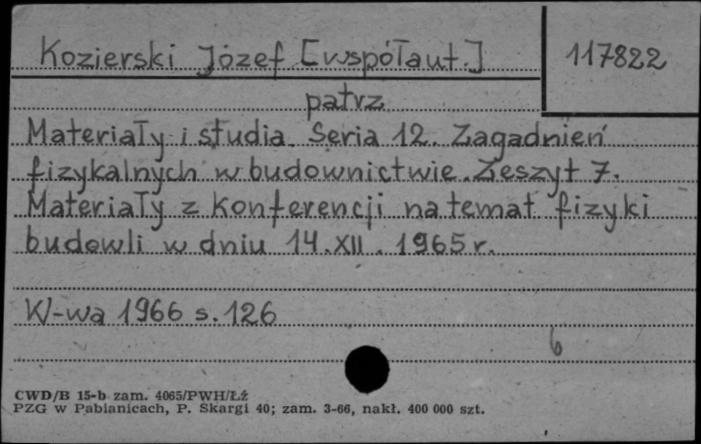 Kozierski Józef [współaut.]
117822
patrz
Materiały i studia. Seria 12. Zagadnień
fizykalnych w budownictwie. Zeszyt 7.
Materiały z konferencji na temat fizyki
budowli w dniu 14.XII.1965 r.
W-wa 1966 s. 126
6
CWD/B 15-b zam. 4065/PWH/Łź
PZG w Pabianicach, P. Skargi 40; zam. 3-66, nakł. 400 000 szt.